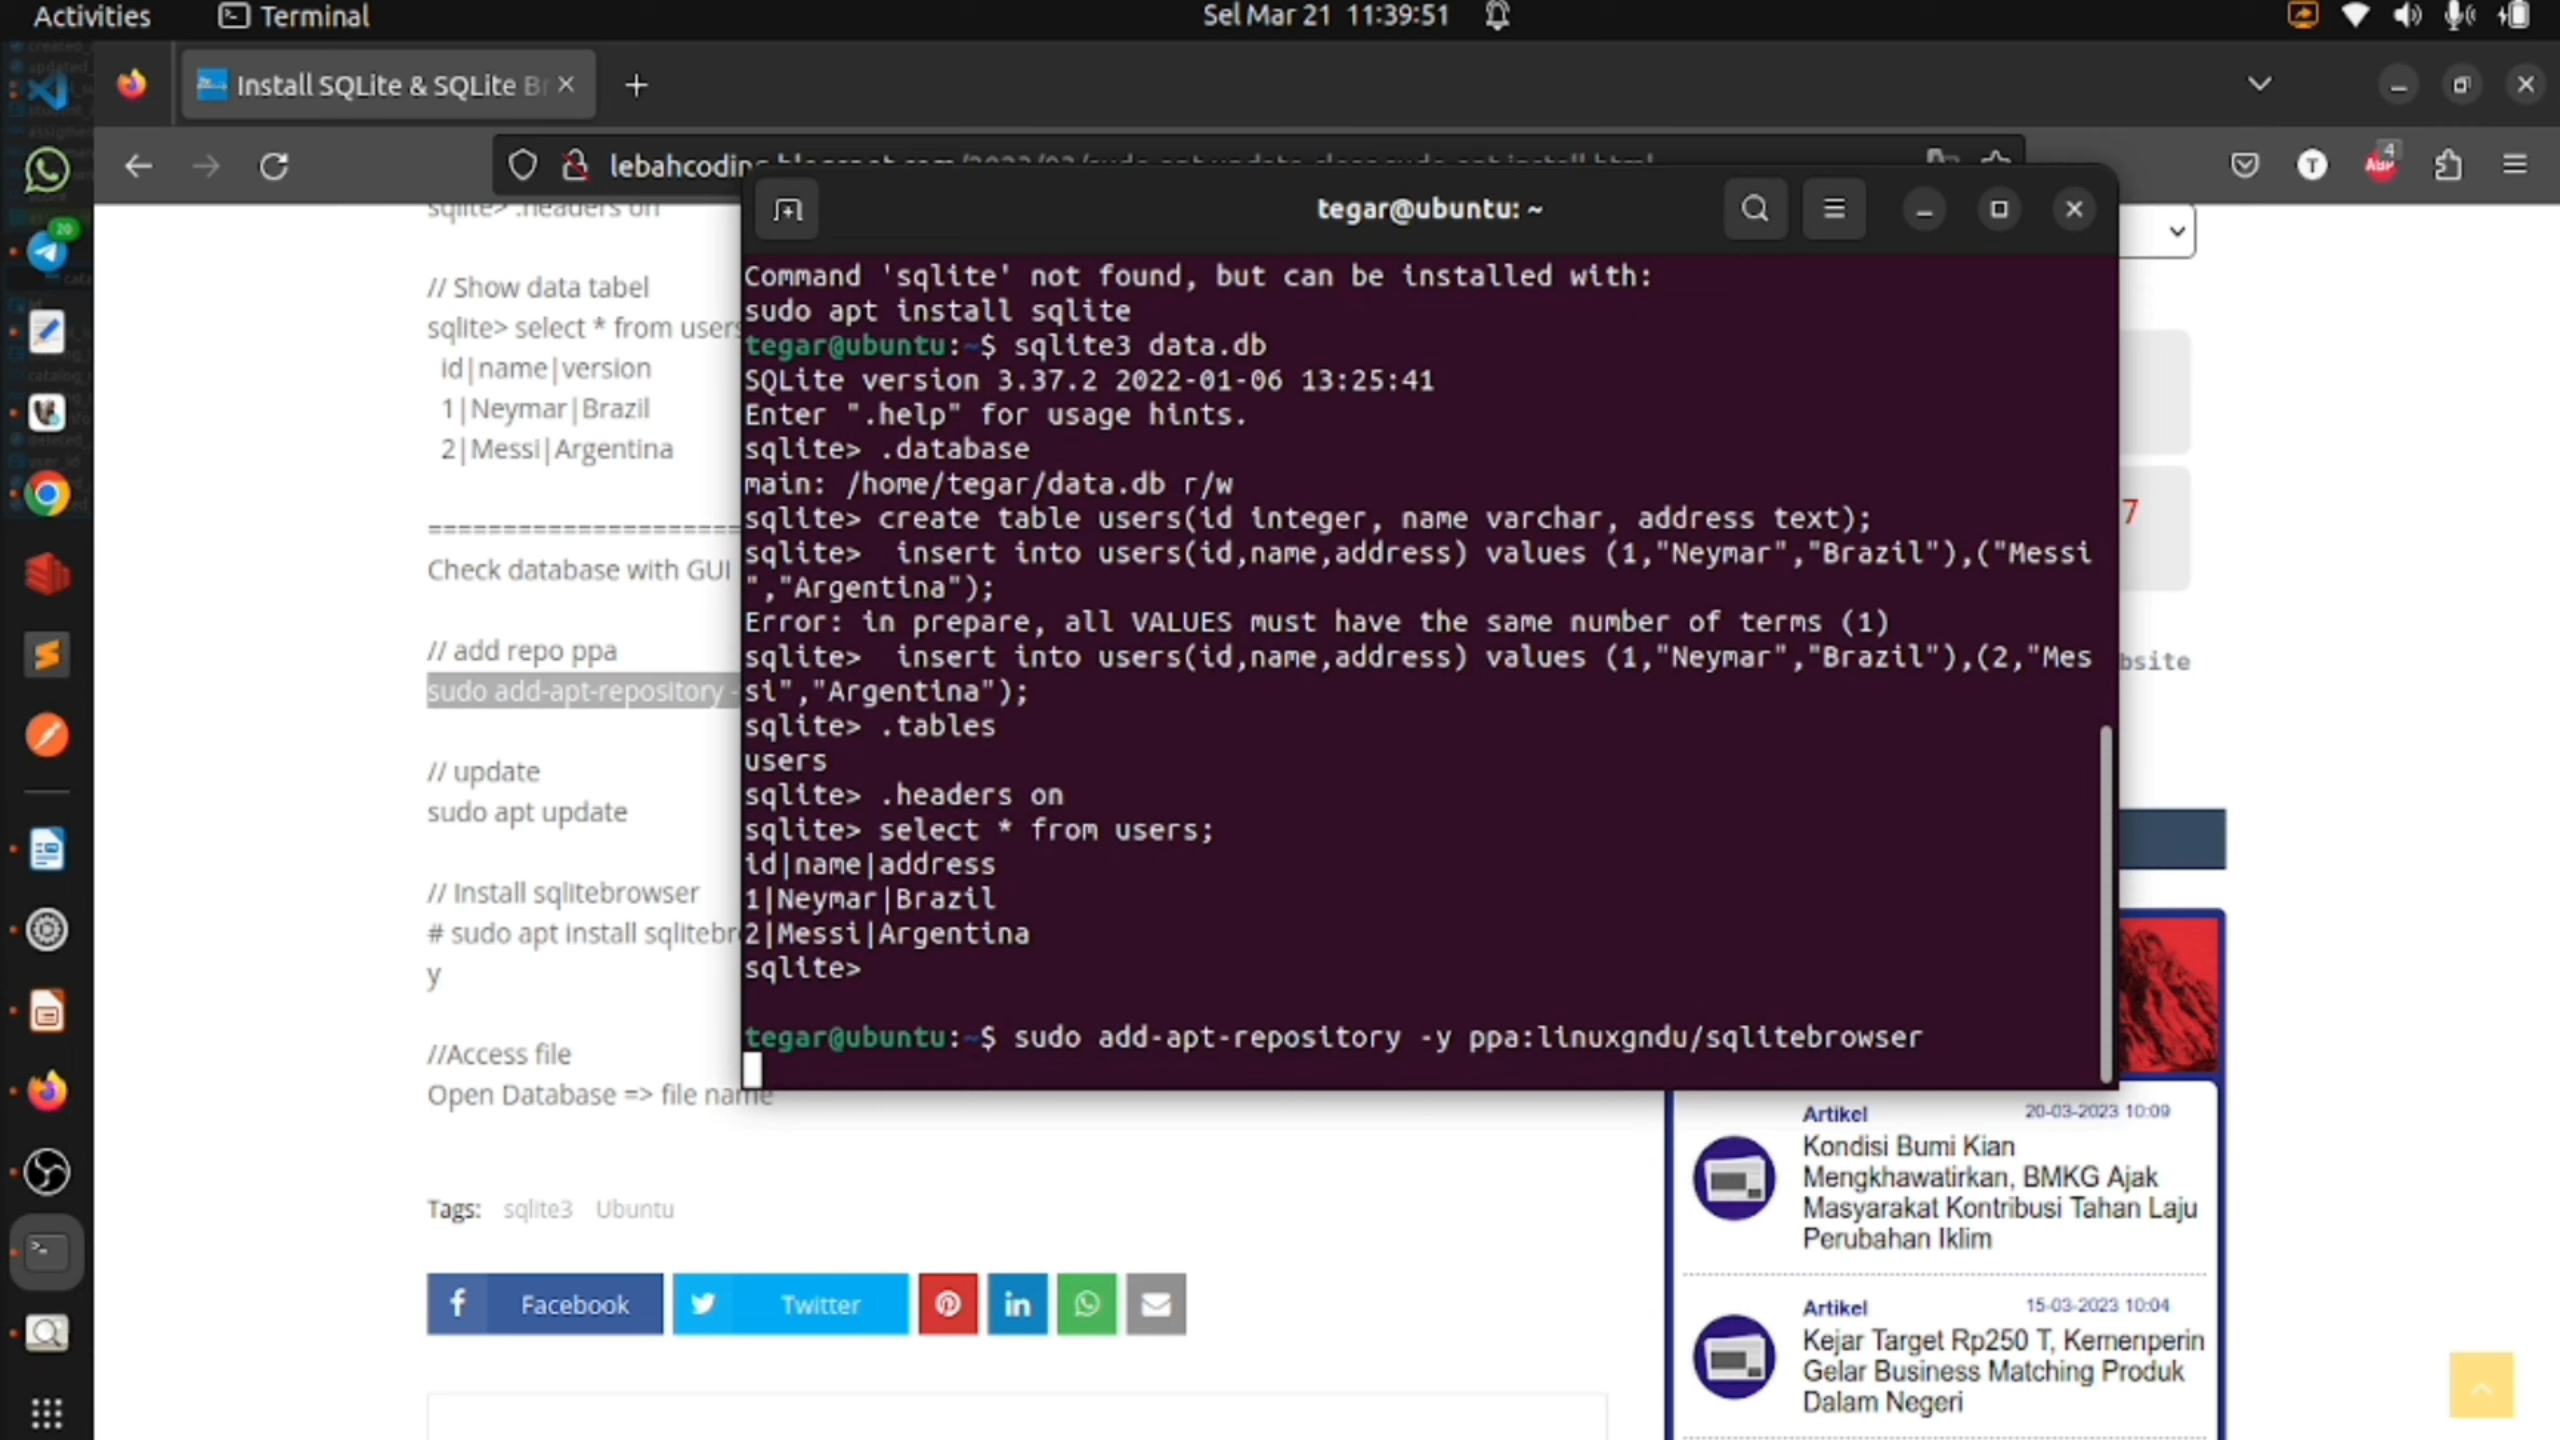 Activities
Terminal
Sel Mar 21 11:39:51
Install SQLite & SQLite Br
4
ABP
T
20
sqlite> .headers on
// Show data tabel
sqlite> select * from users
id|name|version
1|Neymar|Brazil
2|Messi|Argentina
Check database with GUI
// add repo ppa
sudo add-apt-repository -
// update
sudo apt update
// Install sqlitebrowser
# sudo apt install sqlitebr
y
//Access file
Open Database => file name
Tags: sqlite3 Ubuntu
Facebook
Twitter
tegar@ubuntu: ~
Command 'sqlite' not found, but can be installed with:
sudo apt install sqlite
tegar@ubuntu:~$ sqlite3 data.db
SQLite version 3.37.2 2022-01-06 13:25:41
Enter ".help" for usage hints.
sqlite> .database
main: /home/tegar/data.db r/w
sqlite> create table users(id integer, name varchar, address text);
sqlite>  insert into users(id,name,address) values (1,"Neymar","Brazil"),("Messi
","Argentina");
Error: in prepare, all VALUES must have the same number of terms (1)
sqlite>  insert into users(id,name,address) values (1,"Neymar","Brazil"),(2,"Mes
si","Argentina");
sqlite> .tables
users
sqlite> .headers on
sqlite> select * from users;
id|name|address
1|Neymar|Brazil
2|Messi|Argentina
sqlite>
tegar@ubuntu:~$ sudo add-apt-repository -y ppa:linuxgndu/sqlitebrowser
7
bsite
Artikel 20-03-2023 10:09
Kondisi Bumi Kian
Mengkhawatirkan, BMKG Ajak
Masyarakat Kontribusi Tahan Laju
Perubahan Iklim
Artikel 15-03-2023 10:04
Kejar Target Rp250 T, Kemenperin
Gelar Business Matching Produk
Dalam Negeri